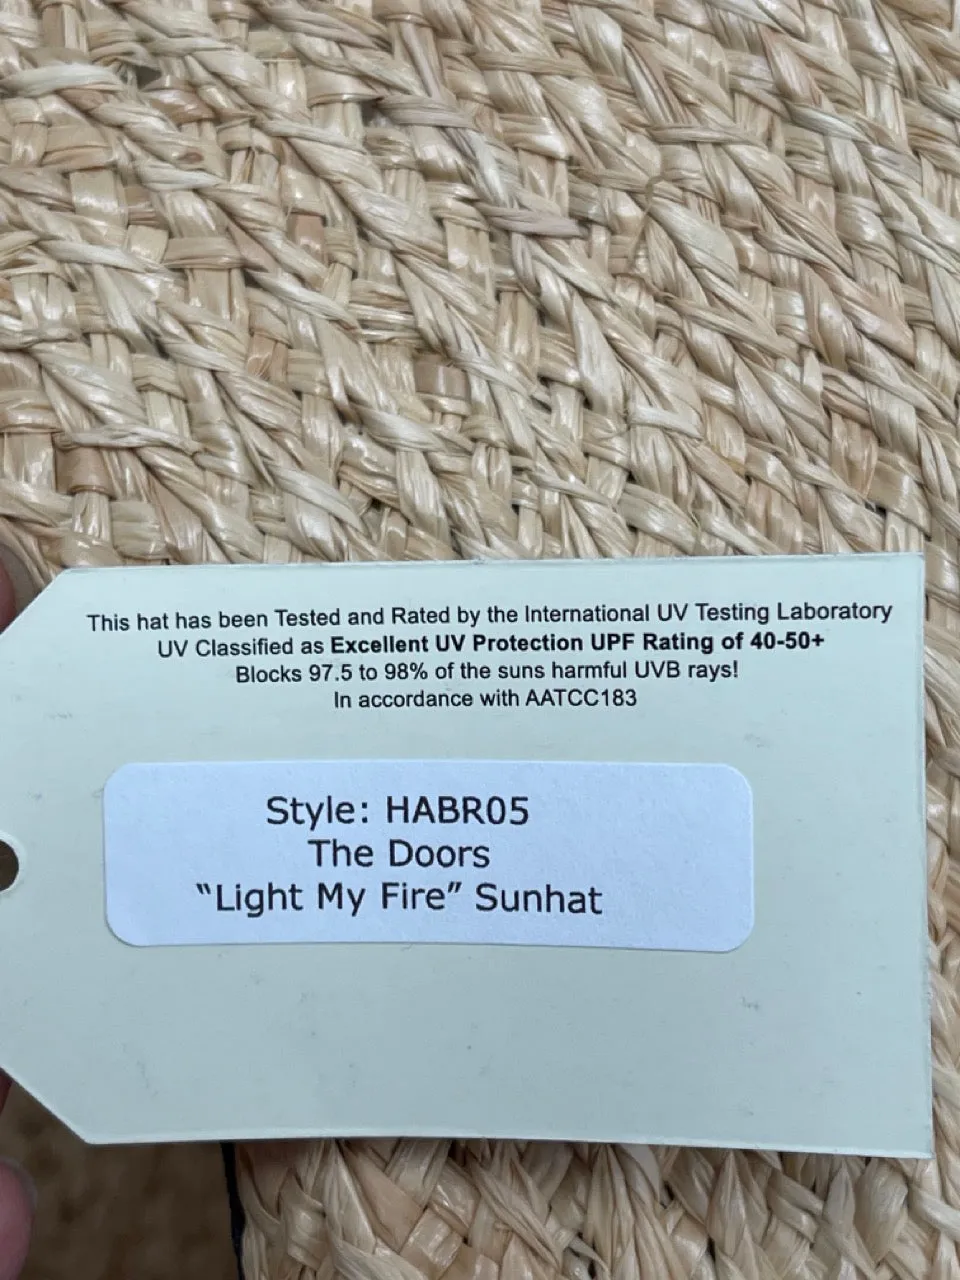 This hat has been Tested and Rated by the International UV Testing Laboratory
UV Classified as Excellent UV Protection UPF Rating of 40-50+
Blocks 97.5 to 98% of the suns harmful UVB rays!
In accordance with AATCC183
Style: HABR05
The Doors
“Light My Fire” Sunhat